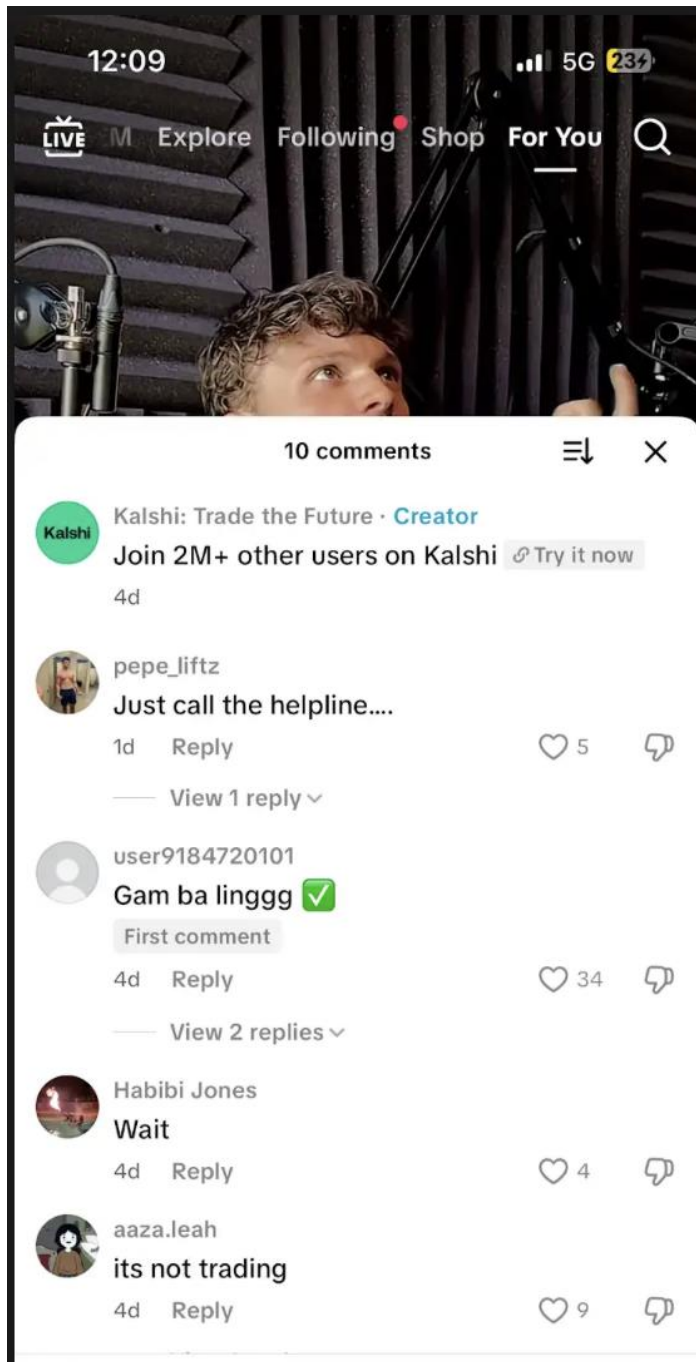 12:09
5G 23
LIVE M Explore Following Shop For You
10 comments
Kalshi
Kalshi: Trade the Future · Creator
Join 2M+ other users on Kalshi Try it now
4d
pepe_liftz
Just call the helpline....
1d Reply 5
View 1 reply
user9184720101
Gam ba linggg ✅
First comment
4d Reply 34
View 2 replies
Habibi Jones
Wait
4d Reply 4
aaza.leah
its not trading
4d Reply 9